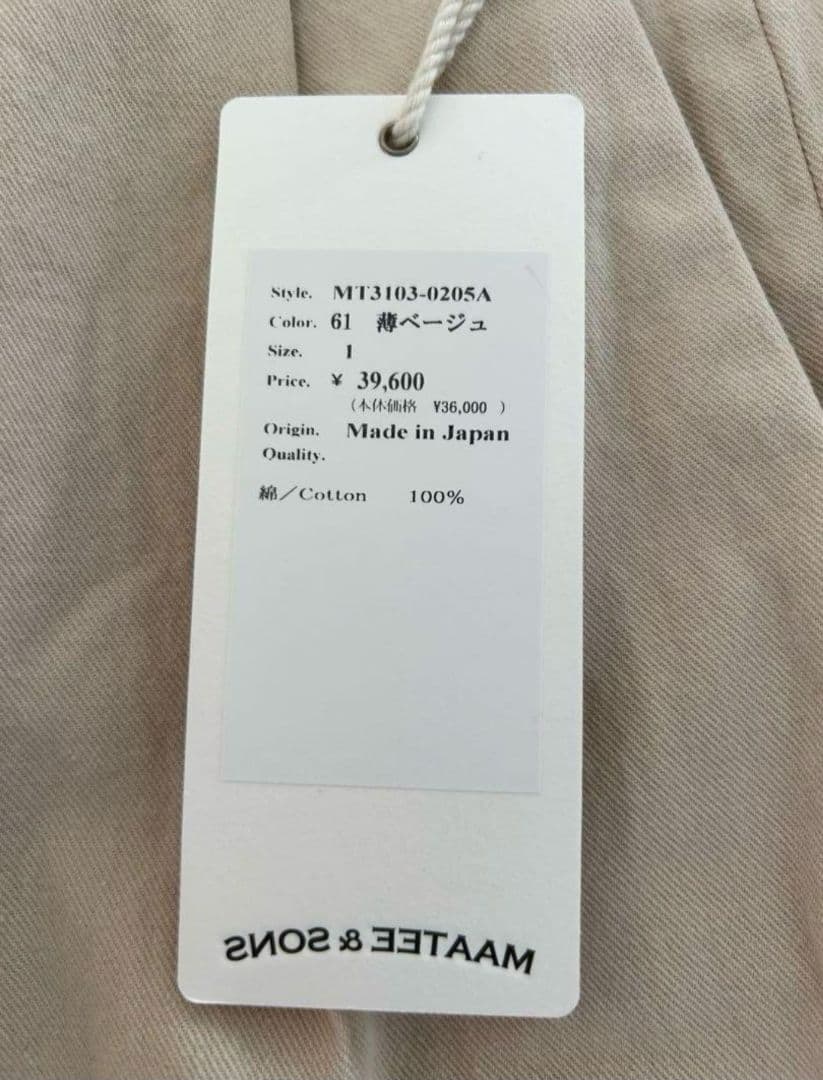 Style. MT3103-0205A
Color. 61 薄ベージュ
Size. 1
Price. ¥ 39,600
(本体価格 ¥36,000 )
Origin. Made in Japan
Quality.
綿／Cotton 100%
MAATEE & SONS